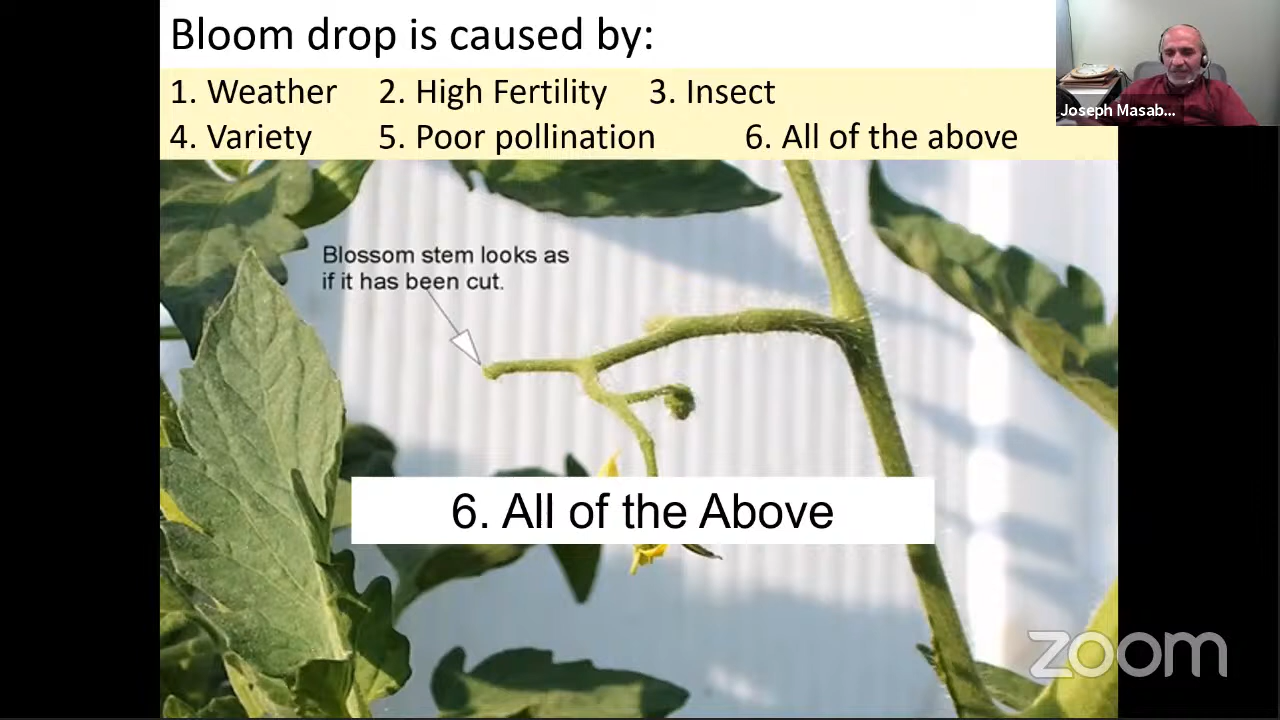 Bloom drop is caused by:
1. Weather 2. High Fertility 3. Insect
4. Variety 5. Poor pollination 6. All of the above
Joseph Masab...
Blossom stem looks as
if it has been cut.
6. All of the Above
zoom